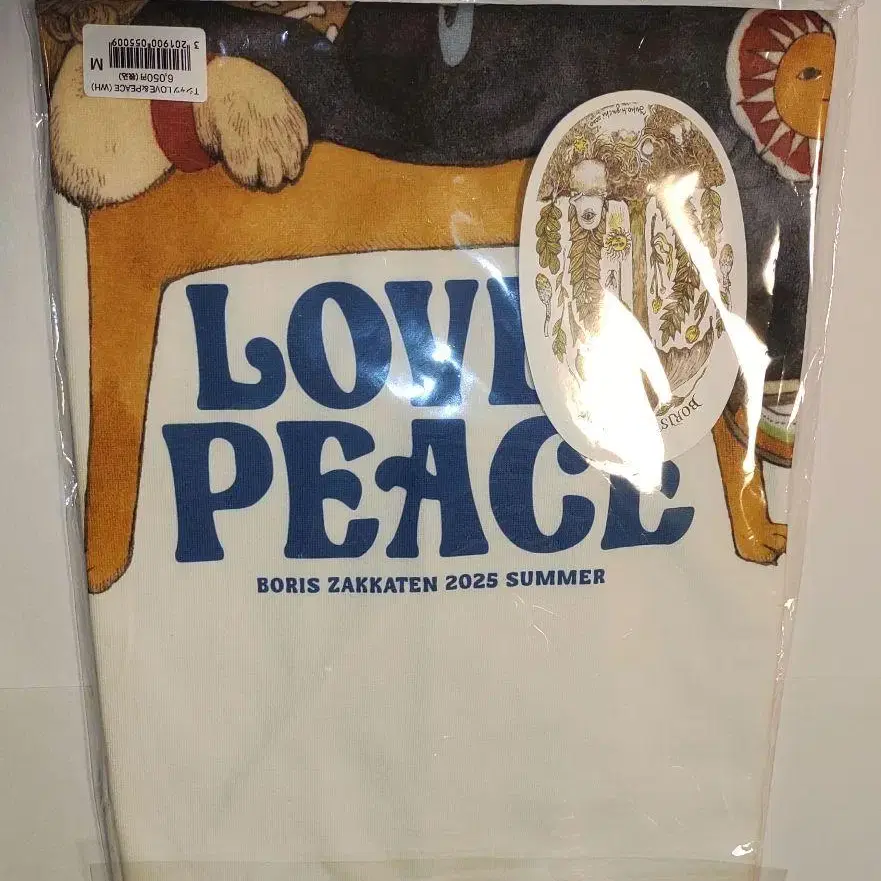 Tシャツ LOVE&PEACE (WH)
6,050円(税込)
M
3 201900 055009
LOVE
PEACE
BORIS ZAKKATEN 2025 SUMMER
BORIS